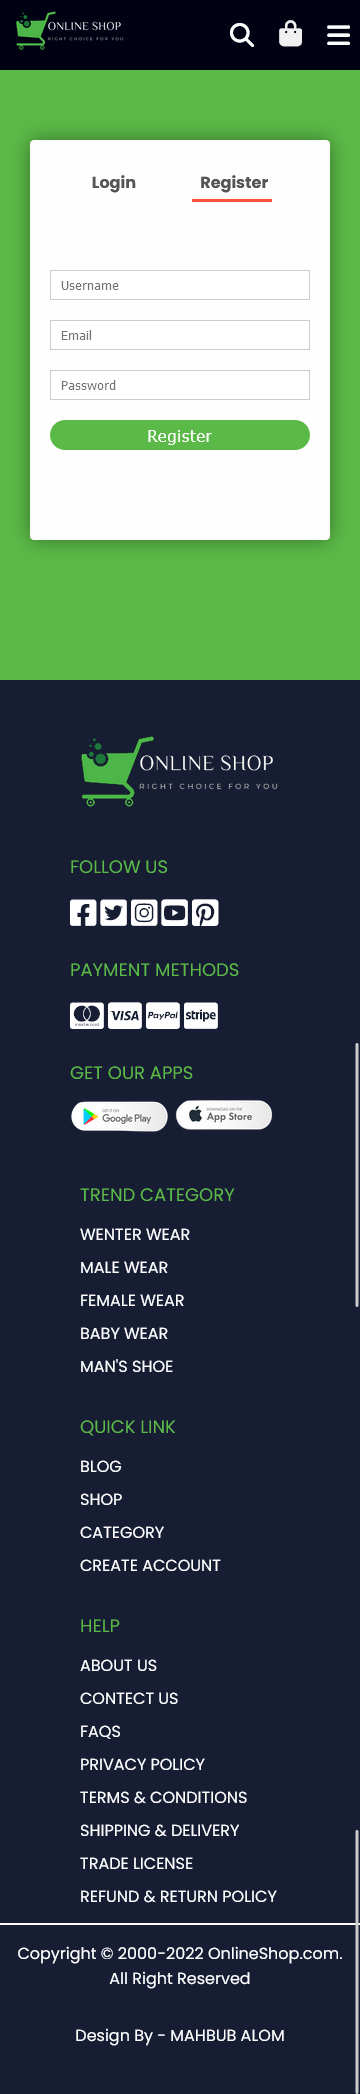 ONLINE SHOP
RIGHT CHOICE FOR YOU
Login Register
Username
Email
Password
Register
ONLINE SHOP
RIGHT CHOICE FOR YOU
FOLLOW US
PAYMENT METHODS
mastercard VISA PayPal stripe
GET OUR APPS
GET IT ON
Google Play
DOWNLOAD ON THE
App Store
TREND CATEGORY
WENTER WEAR
MALE WEAR
FEMALE WEAR
BABY WEAR
MAN'S SHOE
QUICK LINK
BLOG
SHOP
CATEGORY
CREATE ACCOUNT
HELP
ABOUT US
CONTECT US
FAQS
PRIVACY POLICY
TERMS & CONDITIONS
SHIPPING & DELIVERY
TRADE LICENSE
REFUND & RETURN POLICY
Copyright © 2000-2022 OnlineShop.com.
All Right Reserved
Design By - MAHBUB ALOM